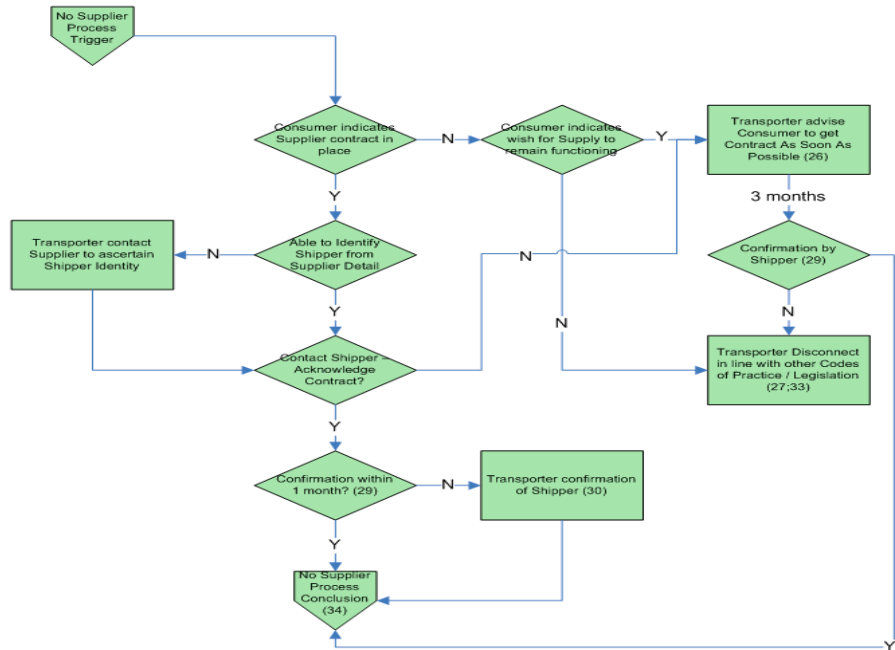 No Supplier
Process
Trigger
Consumer indicates
Supplier contract in
place
N
Consumer indicates
wish for Supply to
remain functioning
Y
Transporter advise
Consumer to get
Contract As Soon As
Possible (26)
Y
3 months
Transporter contact
Supplier to ascertain
Shipper Identity
N
Able to Identify
Shipper from
Supplier Detail
N
Confirmation by
Shipper (29)
Y
N
N
Contact Shipper –
Acknowledge
Contract?
Transporter Disconnect
in line with other Codes
of Practice / Legislation
(27;33)
Y
Confirmation within
1 month? (29)
N
Transporter confirmation
of Shipper (30)
Y
No Supplier
Process
Conclusion
(34)
Y